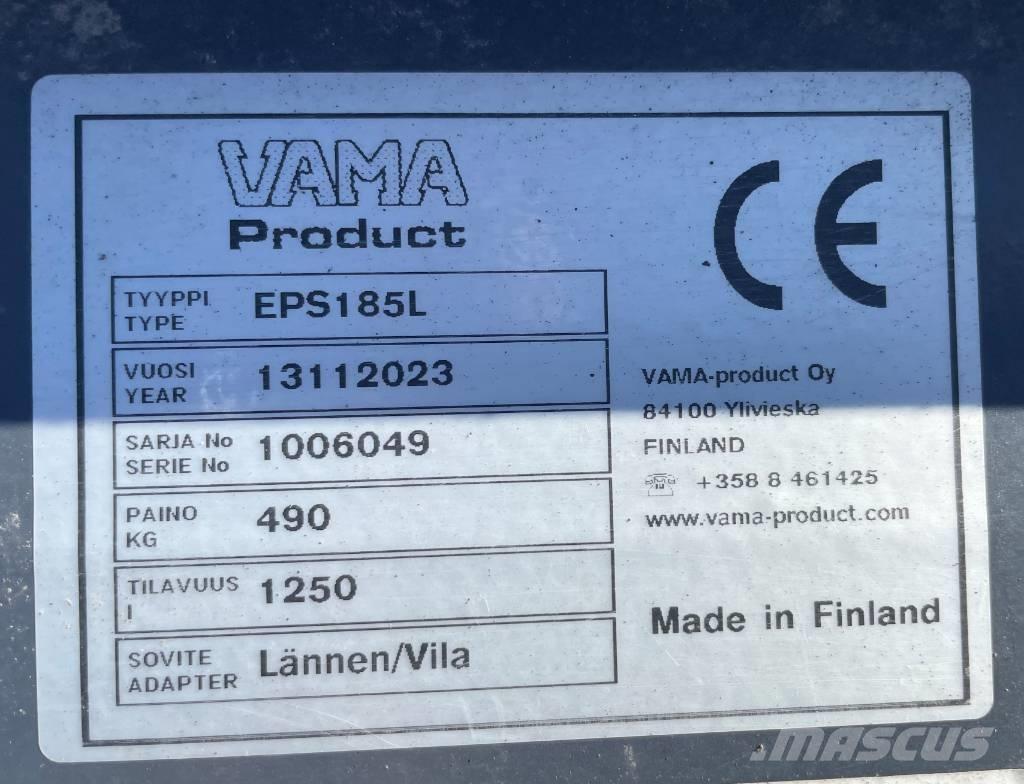 VAMA
Product
CE
TYYPPI
TYPE
EPS185L
VUOSI
YEAR
13112023
SARJA No
SERIE No
1006049
PAINO
KG
490
TILAVUUS
l
1250
SOVITE
ADAPTER
Lännen/Vila
VAMA-product Oy
84100 Ylivieska
FINLAND
+358 8 461425
www.vama-product.com
Made in Finland
MASCUS